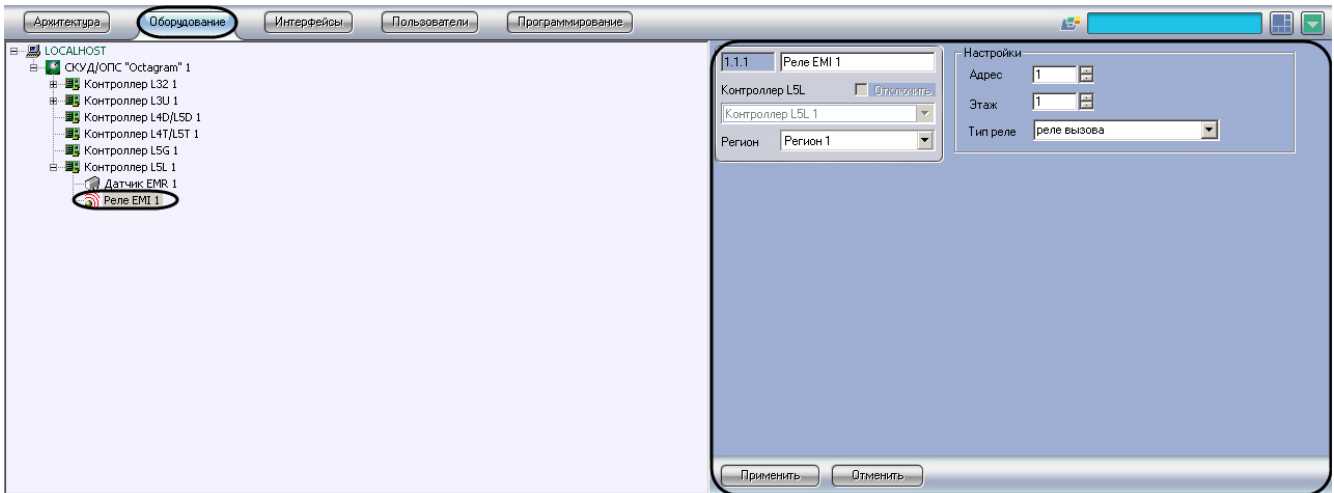 Архитектура Оборудование Интерфейсы Пользователи Программирование
LOCALHOST
СКУД/ОПС "Octagram" 1
Контроллер L32 1
Контроллер L3U 1
Контроллер L4D/L5D 1
Контроллер L4T/L5T 1
Контроллер L5G 1
Контроллер L5L 1
Датчик EMR 1
Реле EMI 1
1.1.1 Реле EMI 1
Контроллер L5L Отключить
Контроллер L5L 1
Регион Регион 1
Настройки
Адрес 1
Этаж 1
Тип реле реле вызова
Применить Отменить